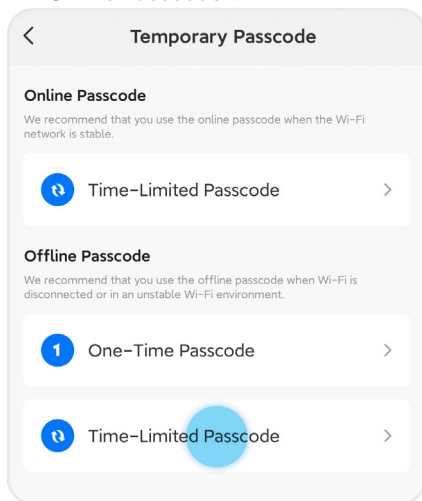 Temporary Passcode
Online Passcode
We recommend that you use the online passcode when the Wi-Fi
network is stable.
Time-Limited Passcode
Offline Passcode
We recommend that you use the offline passcode when Wi-Fi is
disconnected or in an unstable Wi-Fi environment.
1 One-Time Passcode
Time-Limited Passcode